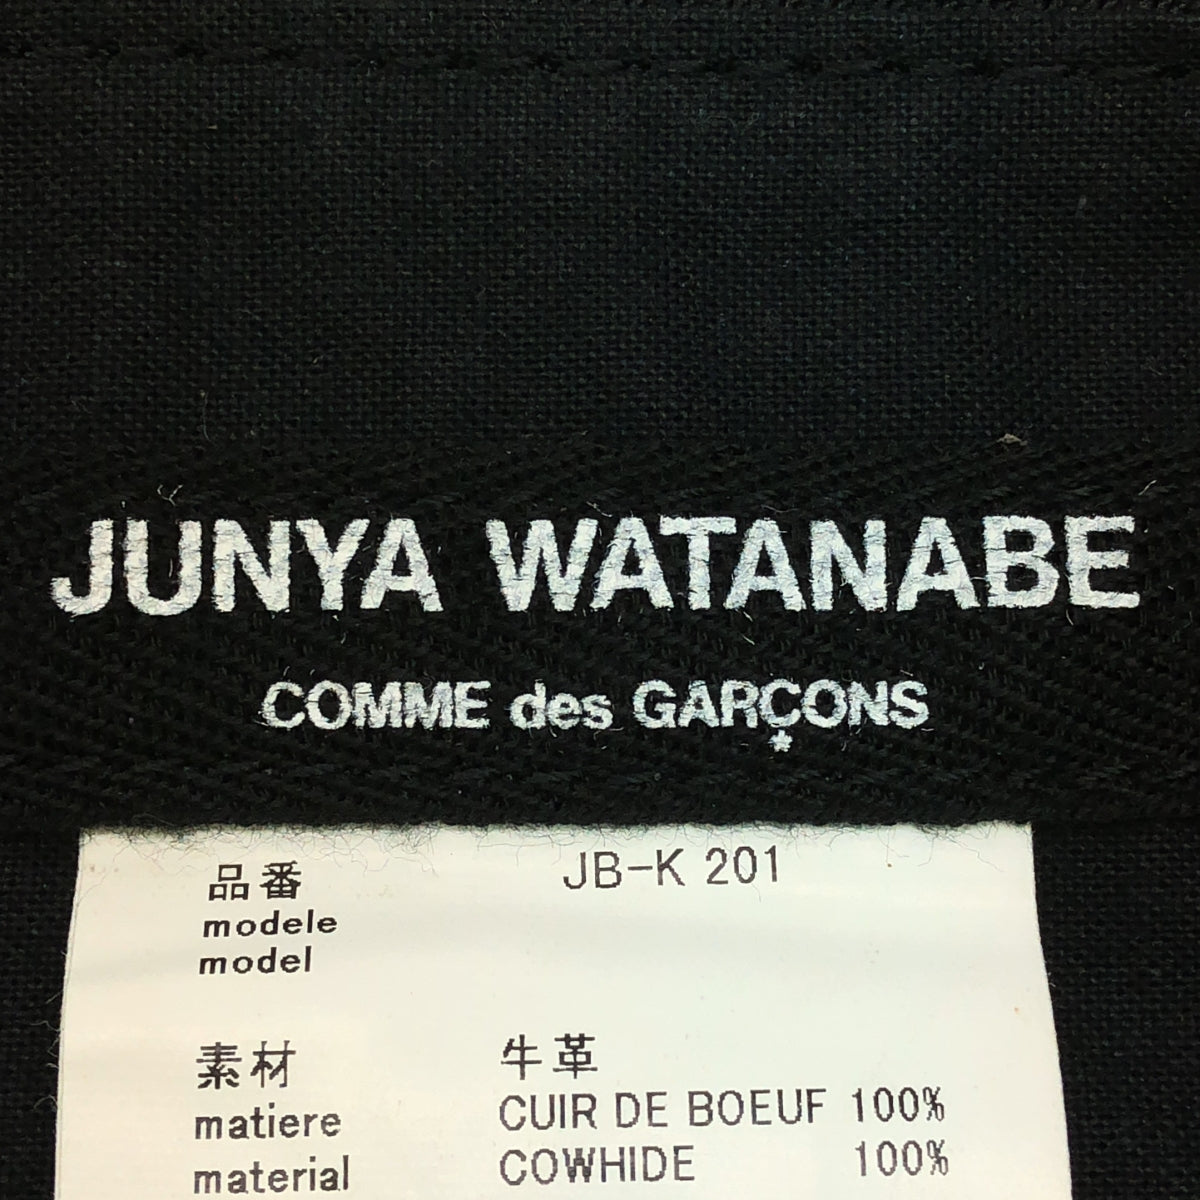 JUNYA WATANABE
COMME des GARÇONS
*
品番 JB-K 201
modele
model
素材 牛革
matiere CUIR DE BOEUF 100%
material COWHIDE 100%